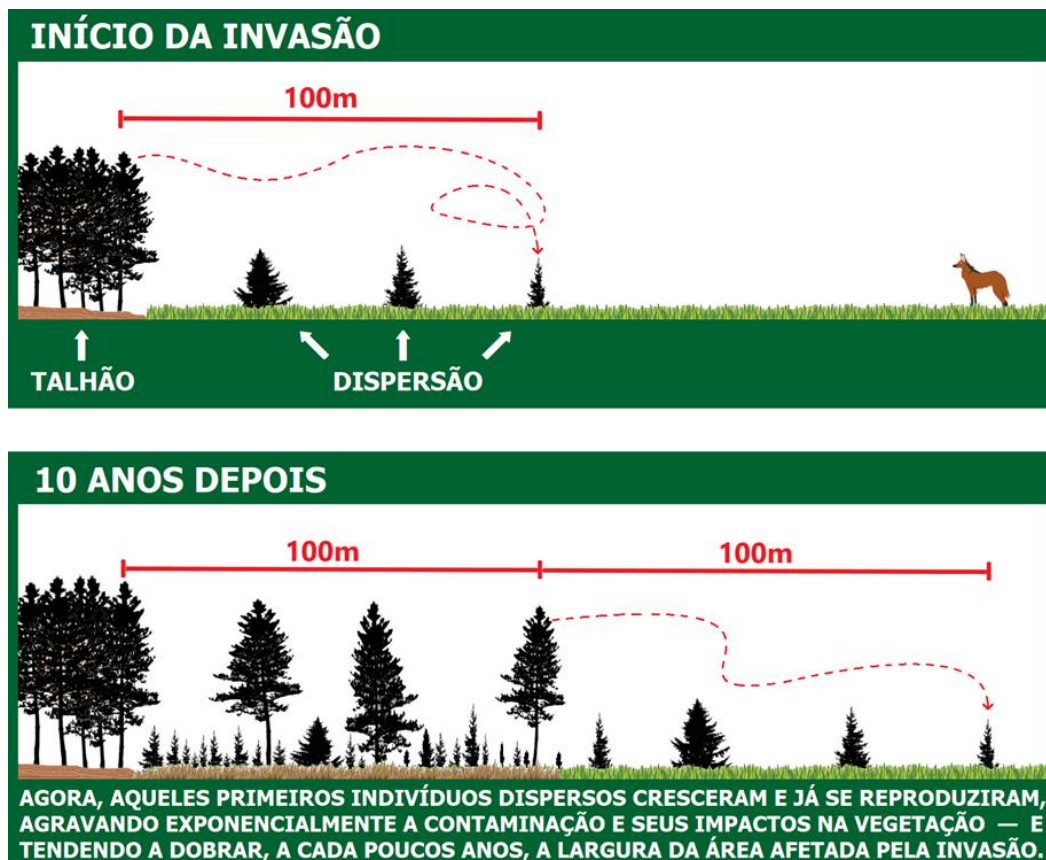 INÍCIO DA INVASÃO
100m
TALHÃO
DISPERSÃO
10 ANOS DEPOIS
100m
100m
AGORA, AQUELES PRIMEIROS INDIVÍDUOS DISPERSOS CRESCERAM E JÁ SE REPRODUZIRAM,
AGRAVANDO EXPONENCIALMENTE A CONTAMINAÇÃO E SEUS IMPACTOS NA VEGETAÇÃO — E
TENDENDO A DOBRAR, A CADA POUCOS ANOS, A LARGURA DA ÁREA AFETADA PELA INVASÃO.